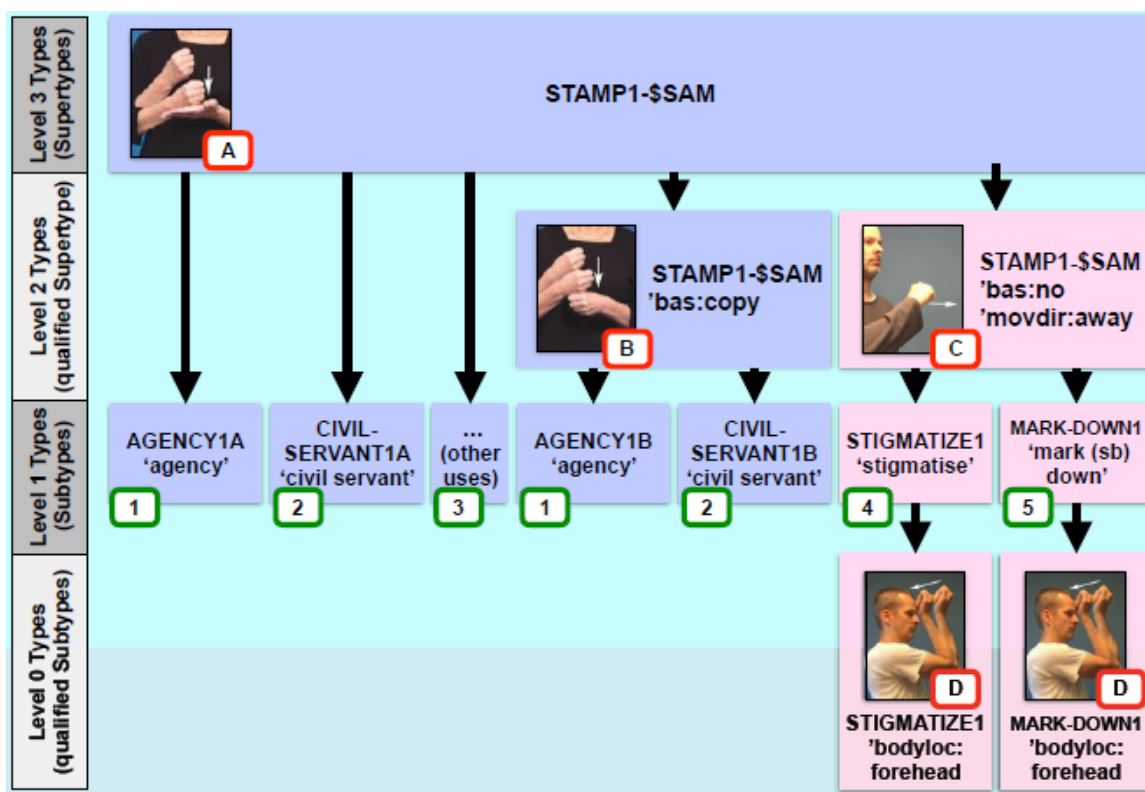 Level 3 Types
(Supertypes)
STAMP1-$SAM
A
Level 2 Types
(qualified Supertype)
STAMP1-$SAM
'bas:copy
B
STAMP1-$SAM
'bas:no
'movdir:away
C
Level 1 Types
(Subtypes)
AGENCY1A
‘agency’
1
CIVIL-
SERVANT1A
‘civil servant’
2
...
(other
uses)
3
AGENCY1B
‘agency’
1
CIVIL-
SERVANT1B
‘civil servant’
2
STIGMATIZE1
‘stigmatise’
4
MARK-DOWN1
‘mark (sb)
down’
5
Level 0 Types
(qualified Subtypes)
D
STIGMATIZE1
'bodyloc:
forehead
D
MARK-DOWN1
'bodyloc:
forehead